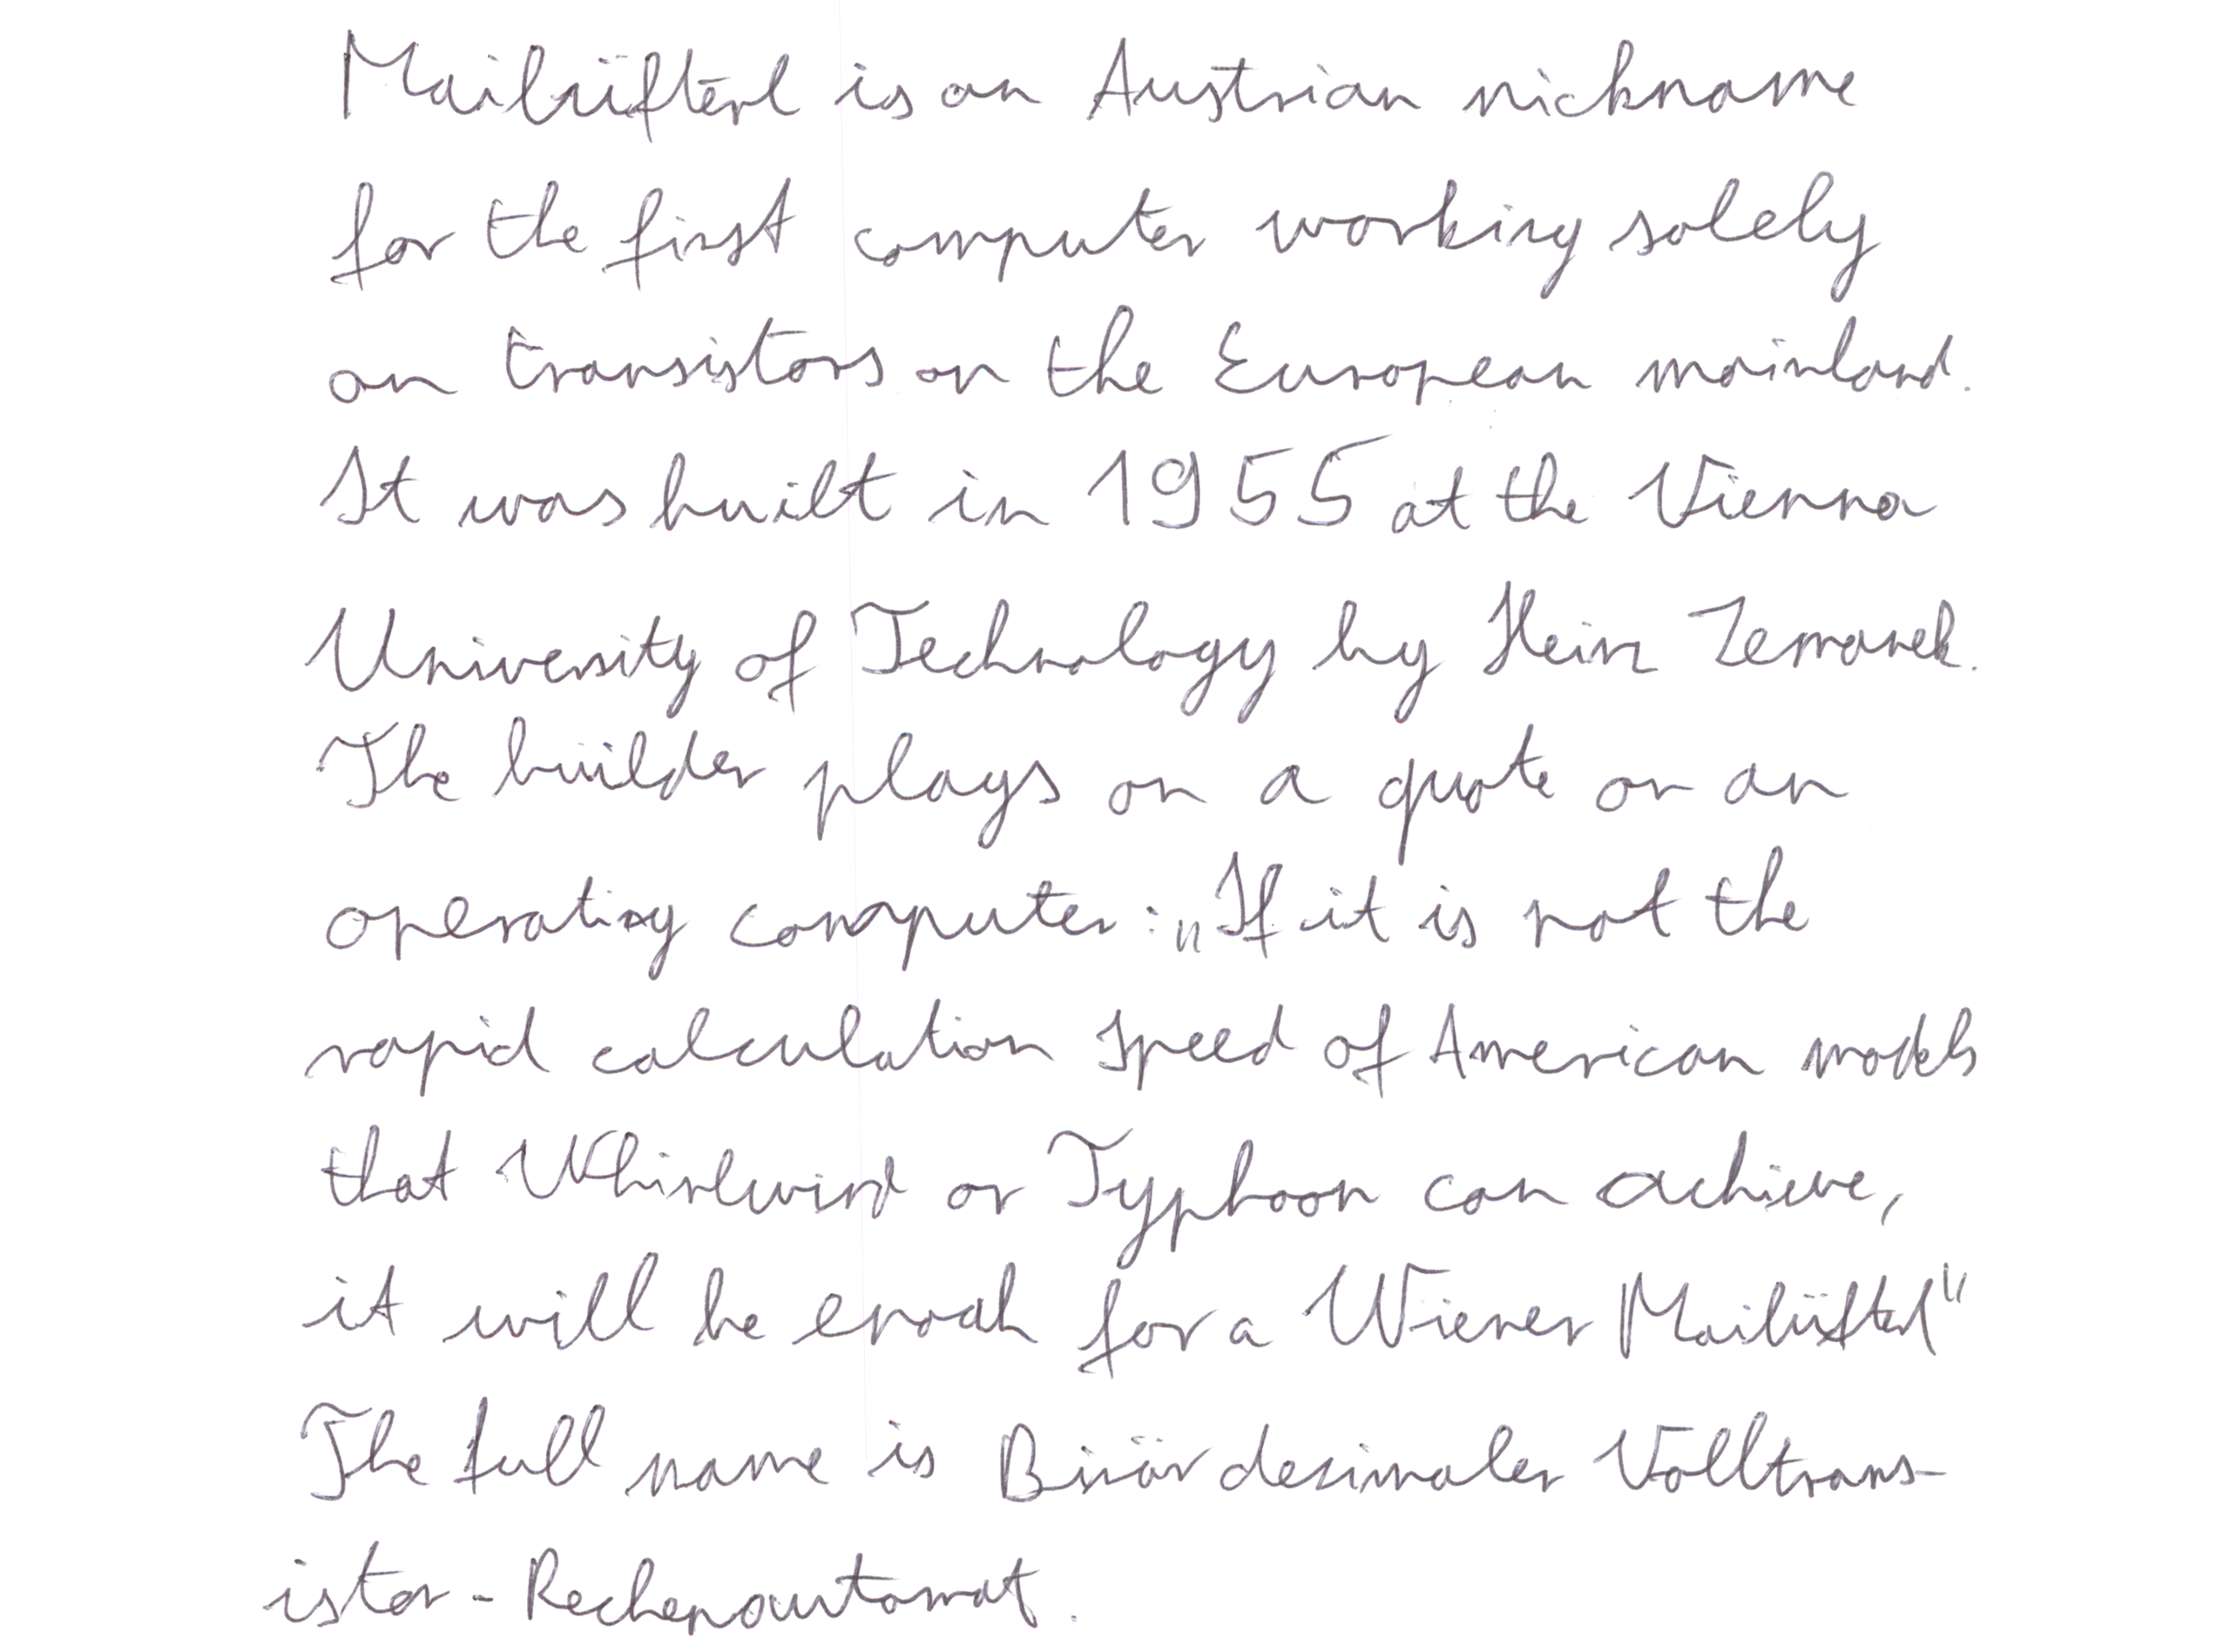 Mailüfterl is an Austrian nickname
for the first computer working solely
on transistors on the European mainland.
It was built in 1955 at the Vienna
University of Technology by Heinz Zemanek.
The builder plays on a quote on an
operating computer: „If it is not the
rapid calculation speed of American models
that Whirlwind or Typhoon can achieve,
it will be enough for a Wiener Mailüfterl"
The full name is Binär dezimaler Volltrans-
istor-Rechenautomat.